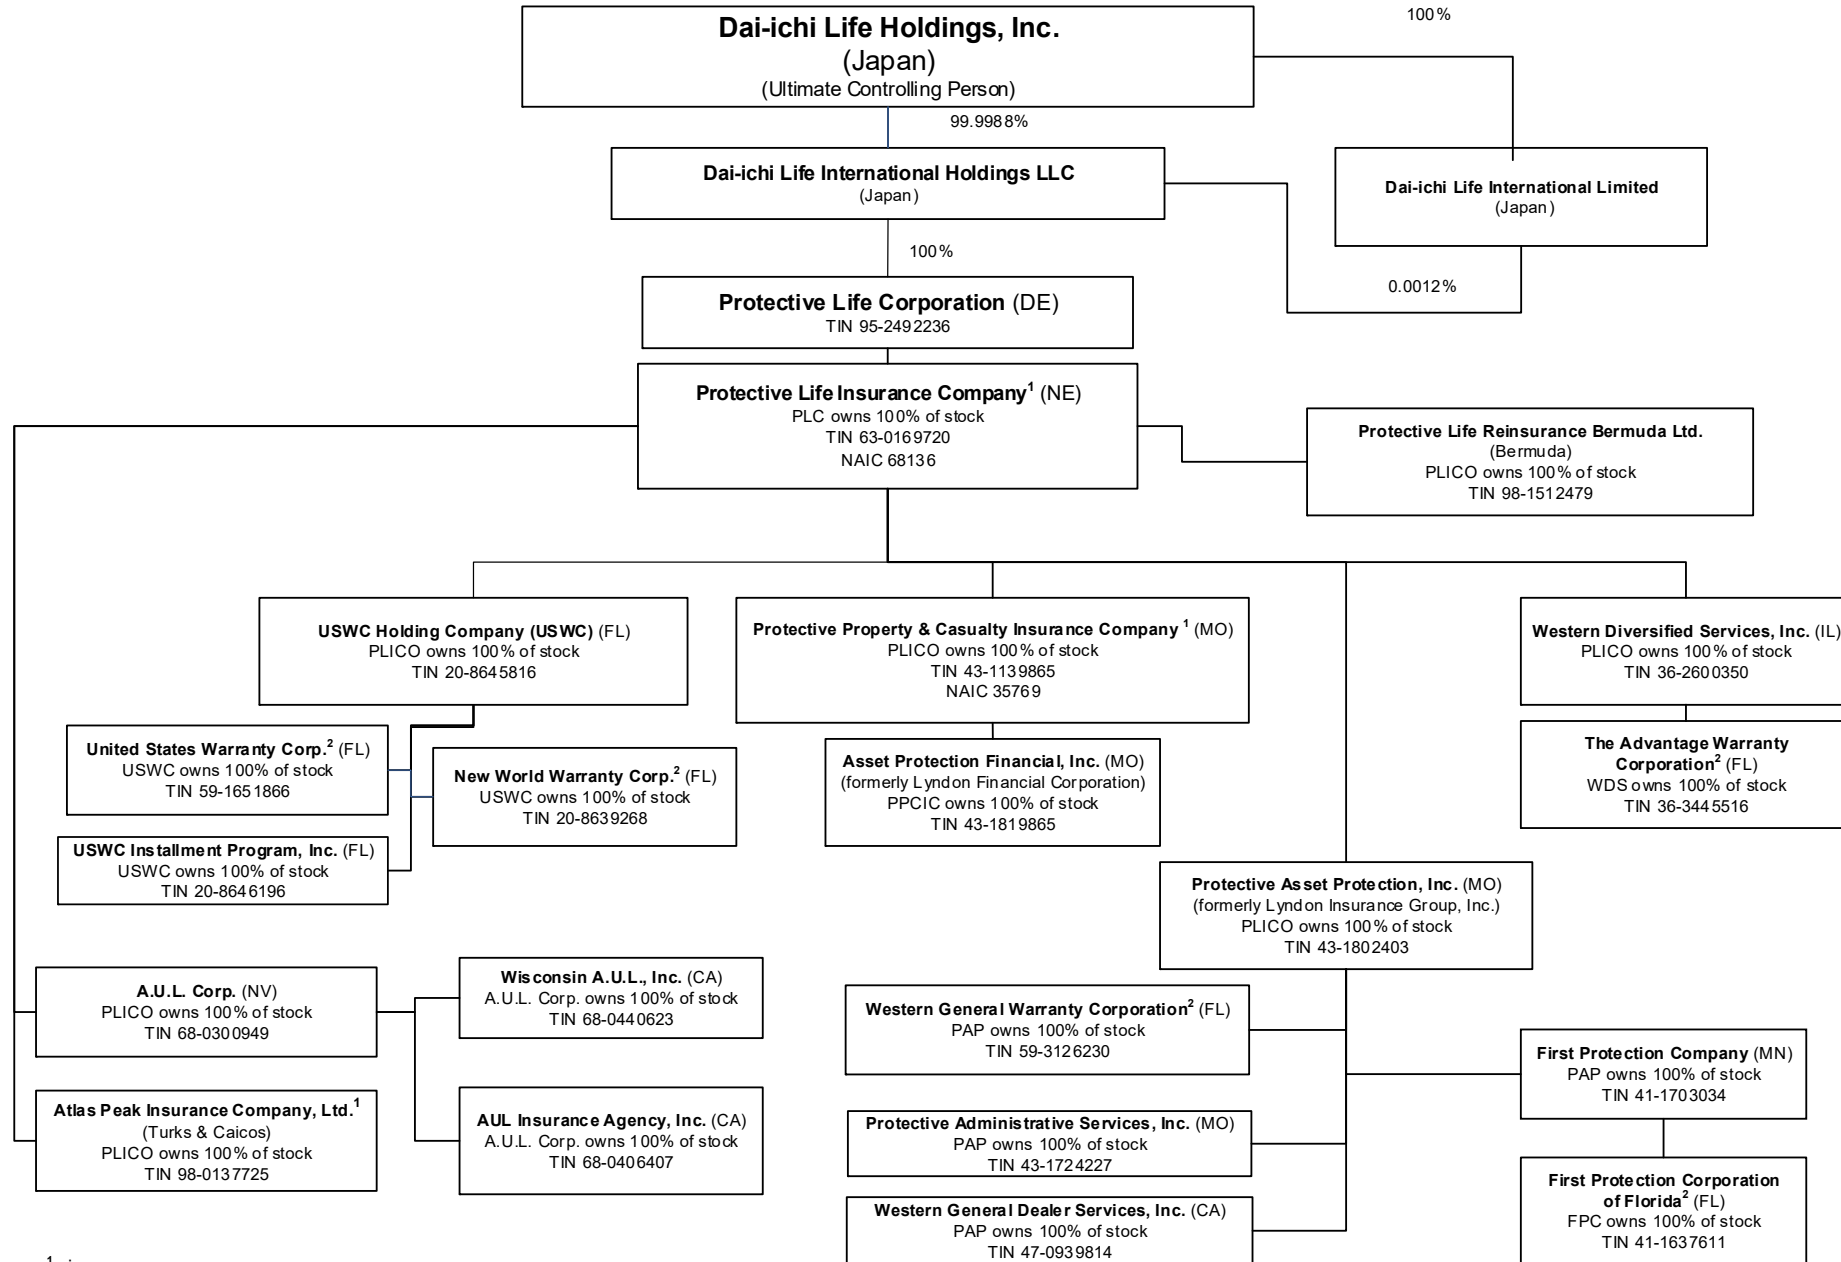 Dai-ichi Life Holdings, Inc.
(Japan)
(Ultimate Controlling Person)
100%
99.9988%
Dai-ichi Life International Holdings LLC
(Japan)
Dai-ichi Life International Limited
(Japan)
100%
0.0012%
Protective Life Corporation (DE)
TIN 95-2492236
Protective Life Insurance Company¹ (NE)
PLC owns 100% of stock
TIN 63-0169720
NAIC 68136
Protective Life Reinsurance Bermuda Ltd.
(Bermuda)
PLICO owns 100% of stock
TIN 98-1512479
USWC Holding Company (USWC) (FL)
PLICO owns 100% of stock
TIN 20-8645816
Protective Property & Casualty Insurance Company ¹ (MO)
PLICO owns 100% of stock
TIN 43-1139865
NAIC 35769
Western Diversified Services, Inc. (IL)
PLICO owns 100% of stock
TIN 36-2600350
United States Warranty Corp.² (FL)
USWC owns 100% of stock
TIN 59-1651866
New World Warranty Corp.² (FL)
USWC owns 100% of stock
TIN 20-8639268
Asset Protection Financial, Inc. (MO)
(formerly Lyndon Financial Corporation)
PPCIC owns 100% of stock
TIN 43-1819865
The Advantage Warranty
Corporation² (FL)
WDS owns 100% of stock
TIN 36-3445516
USWC Installment Program, Inc. (FL)
USWC owns 100% of stock
TIN 20-8646196
Protective Asset Protection, Inc. (MO)
(formerly Lyndon Insurance Group, Inc.)
PLICO owns 100% of stock
TIN 43-1802403
A.U.L. Corp. (NV)
PLICO owns 100% of stock
TIN 68-0300949
Wisconsin A.U.L., Inc. (CA)
A.U.L. Corp. owns 100% of stock
TIN 68-0440623
Western General Warranty Corporation² (FL)
PAP owns 100% of stock
TIN 59-3126230
First Protection Company (MN)
PAP owns 100% of stock
TIN 41-1703034
Atlas Peak Insurance Company, Ltd.¹
(Turks & Caicos)
PLICO owns 100% of stock
TIN 98-0137725
AUL Insurance Agency, Inc. (CA)
A.U.L. Corp. owns 100% of stock
TIN 68-0406407
Protective Administrative Services, Inc. (MO)
PAP owns 100% of stock
TIN 43-1724227
First Protection Corporation
of Florida² (FL)
FPC owns 100% of stock
TIN 41-1637611
Western General Dealer Services, Inc. (CA)
PAP owns 100% of stock
TIN 47-0939814
1